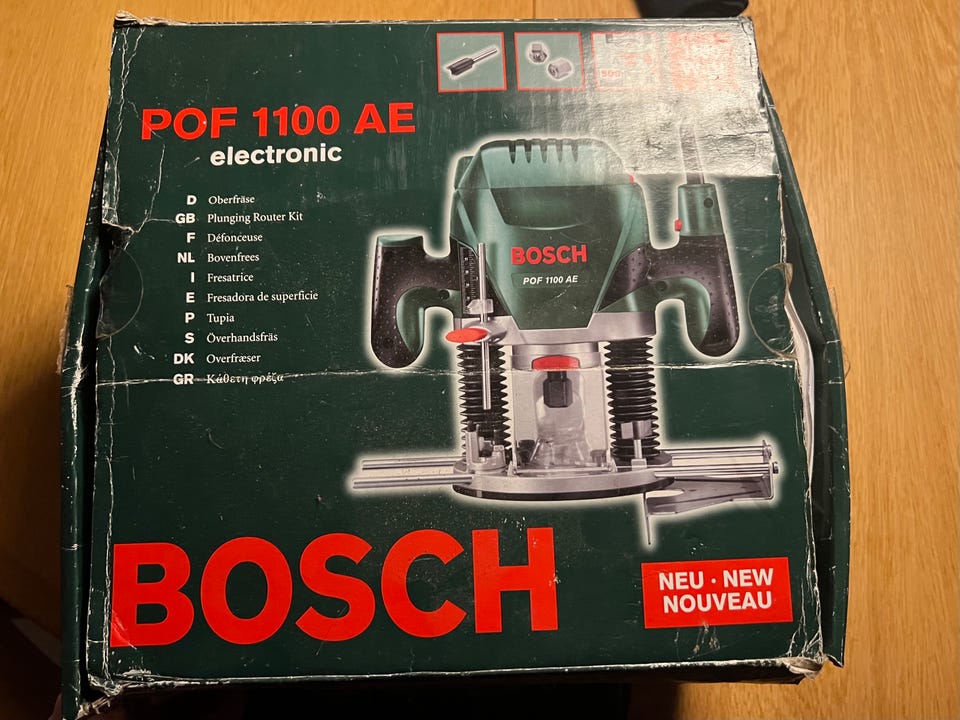 POF 1100 AE
electronic
D Oberfräse
GB Plunging Router Kit
F Défonceuse
NL Bovenfrees
I Fresatrice
E Fresadora de superficie
P Tupia
S Överhandsfräs
DK Overfræser
GR Κάθετη φρέζα
BOSCH
POF 1100 AE
BOSCH
NEU · NEW
NOUVEAU